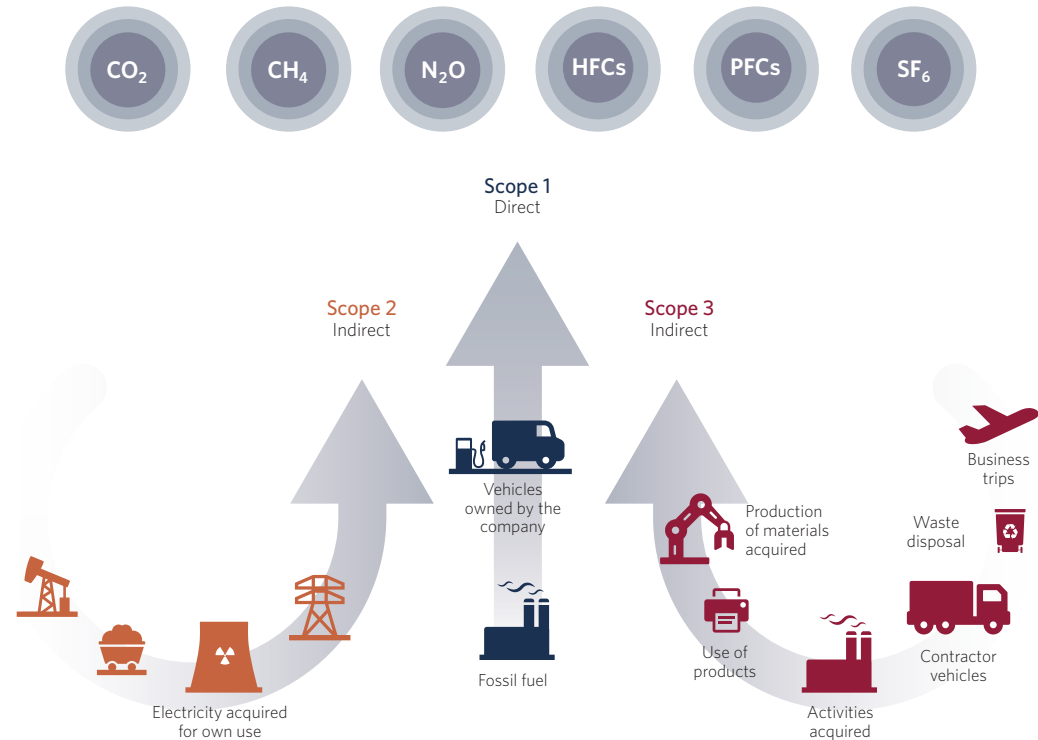 CO₂
CH₄
N₂O
HFCs
PFCs
SF₆
Scope 1
Direct
Scope 2
Indirect
Scope 3
Indirect
Vehicles
owned by the
company
Fossil fuel
Electricity acquired
for own use
Production
of materials
acquired
Use of
products
Activities
acquired
Contractor
vehicles
Waste
disposal
Business
trips